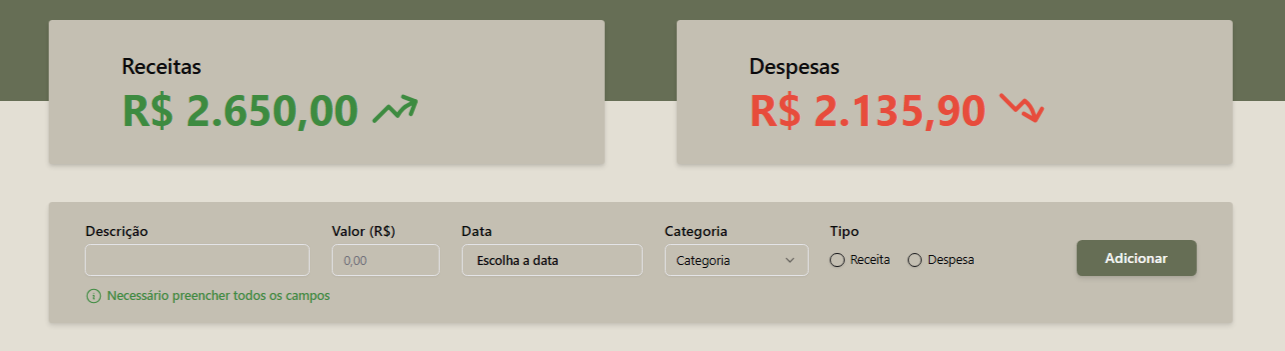 Receitas
R$ 2.650,00
Despesas
R$ 2.135,90
Descrição
Valor (R$)
0,00
Data
Escolha a data
Categoria
Categoria
Tipo
Receita
Despesa
Adicionar
Necessário preencher todos os campos